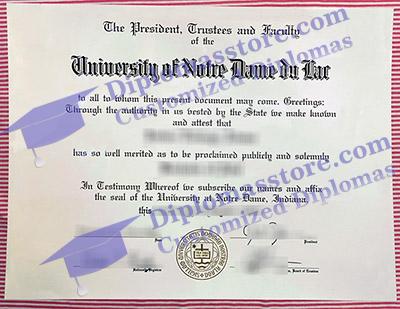 The President, Trustees and Faculty
of the
University of Notre Dame du Lac
to all to whom this present document may come, Greetings:
Through the authority in us vested by the State we make known
and attest that
has so well merited as to be proclaimed publicly and solemnly
In Testimony Whereof we subscribe our names and affix
the seal of the University at Notre Dame, Indiana.
this
President
Diplomasstore.com
Customized Diplomas
Diplomasstore.com
Customized Diplomas